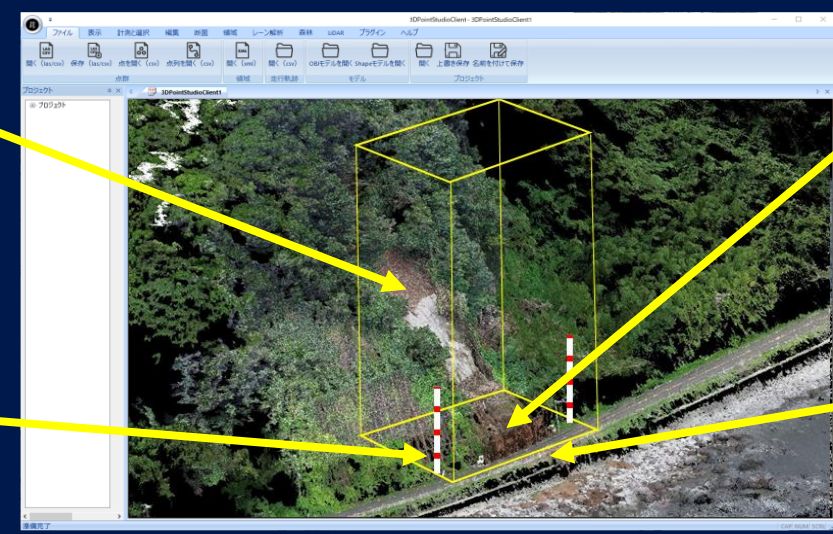 3DPointStudioClient - 3DPointStudioClient1
ファイル 表示 計測と選択 編集 断面 領域 レーン解析 森林 LiDAR プラグイン ヘルプ
開く (las/csv) 保存 (las/csv) 点を開く (csv) 点列を開く (csv) 開く (xml) 開く (csv) OBJモデルを開く Shapeモデルを開く 開く 上書き保存 名前を付けて保存
点群 領域 走行軌跡 モデル プロジェクト
プロジェクト
3DPointStudioClient1
プロジェクト
準備完了
CAP NUM SCRL